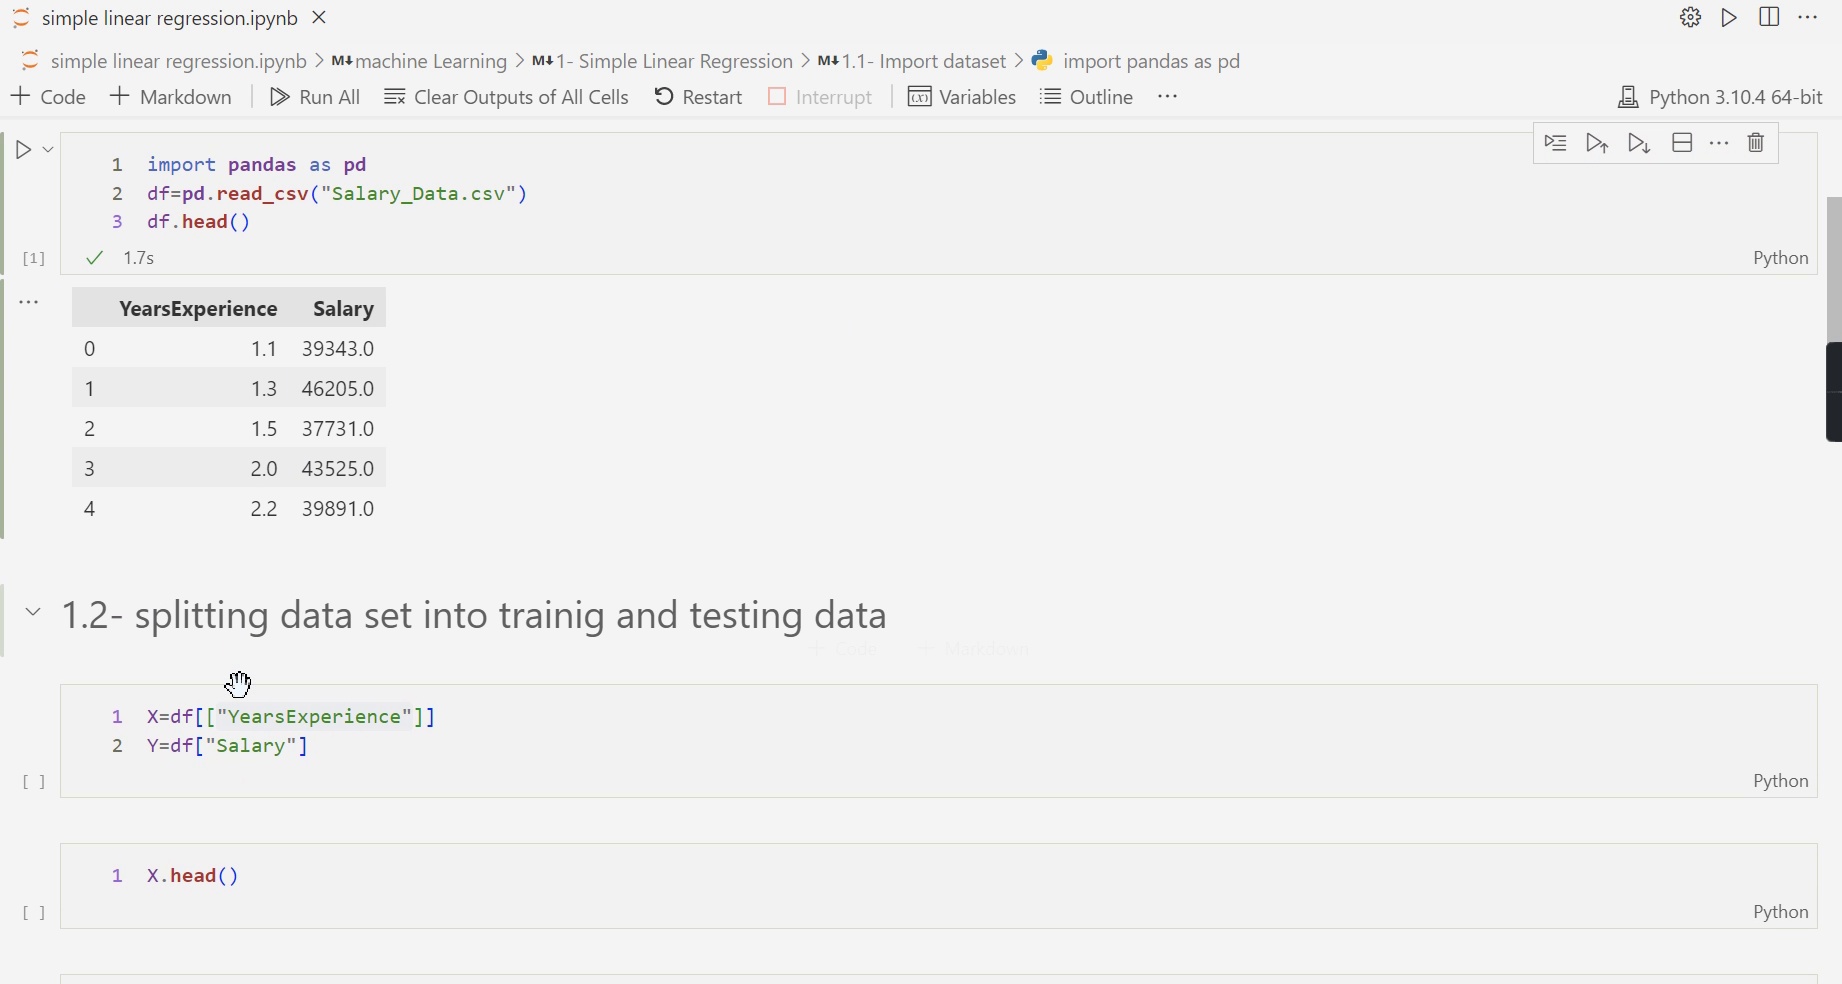 simple linear regression.ipynb
simple linear regression.ipynb > M↓ machine Learning > M↓ 1- Simple Linear Regression > M↓ 1.1- Import dataset > import pandas as pd
+ Code + Markdown Run All Clear Outputs of All Cells Restart Interrupt Variables Outline ... Python 3.10.4 64-bit
1 import pandas as pd
2 df=pd.read_csv("Salary_Data.csv")
3 df.head()
[1] ✓ 1.7s Python
YearsExperience Salary
0 1.1 39343.0
1 1.3 46205.0
2 1.5 37731.0
3 2.0 43525.0
4 2.2 39891.0
1.2- splitting data set into trainig and testing data
+ Code + Markdown
1 X=df[["YearsExperience"]]
2 Y=df["Salary"]
[ ] Python
1 X.head()
[ ] Python